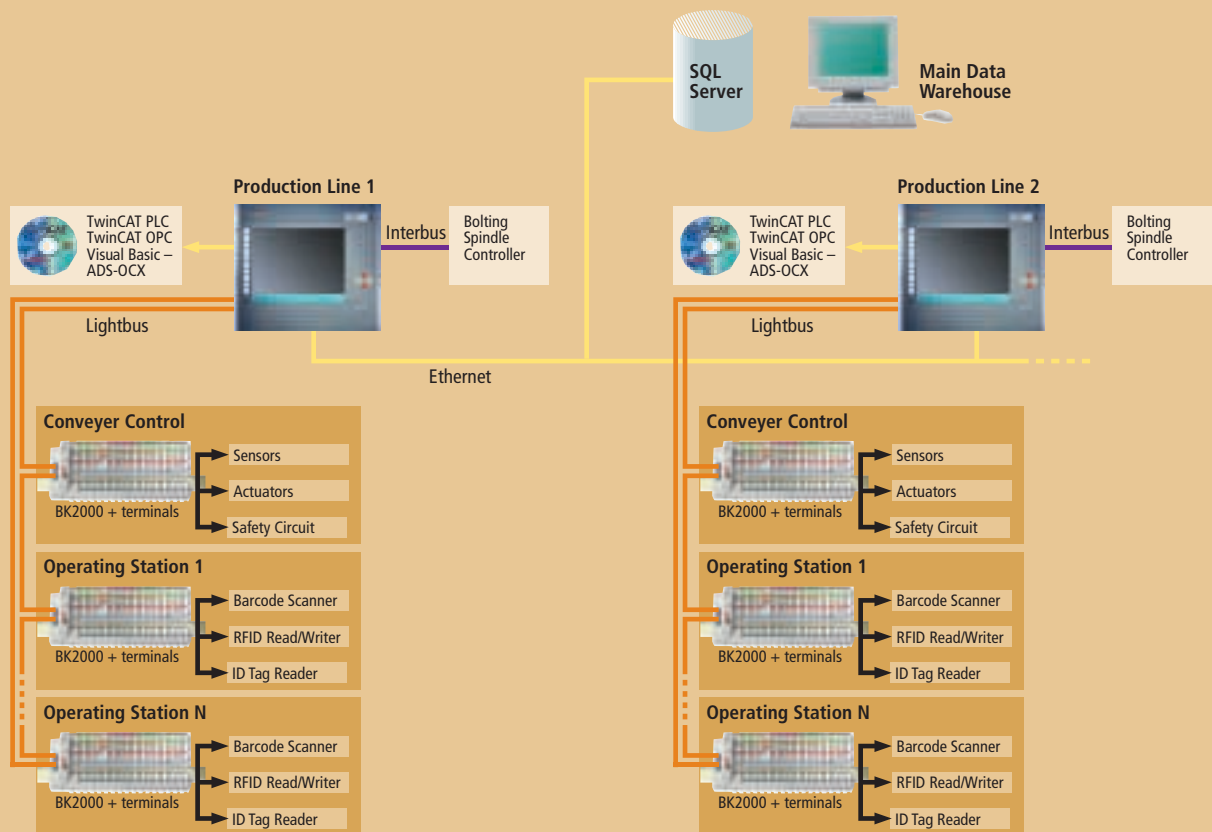 SQL
Server
Main Data
Warehouse
Production Line 1
TwinCAT PLC
TwinCAT OPC
Visual Basic –
ADS-OCX
Interbus
Bolting
Spindle
Controller
Lightbus
Ethernet
Production Line 2
TwinCAT PLC
TwinCAT OPC
Visual Basic –
ADS-OCX
Interbus
Bolting
Spindle
Controller
Lightbus
Conveyer Control
Sensors
Actuators
Safety Circuit
BK2000 + terminals
Operating Station 1
Barcode Scanner
RFID Read/Writer
ID Tag Reader
BK2000 + terminals
Operating Station N
Barcode Scanner
RFID Read/Writer
ID Tag Reader
BK2000 + terminals
Conveyer Control
Sensors
Actuators
Safety Circuit
BK2000 + terminals
Operating Station 1
Barcode Scanner
RFID Read/Writer
ID Tag Reader
BK2000 + terminals
Operating Station N
Barcode Scanner
RFID Read/Writer
ID Tag Reader
BK2000 + terminals